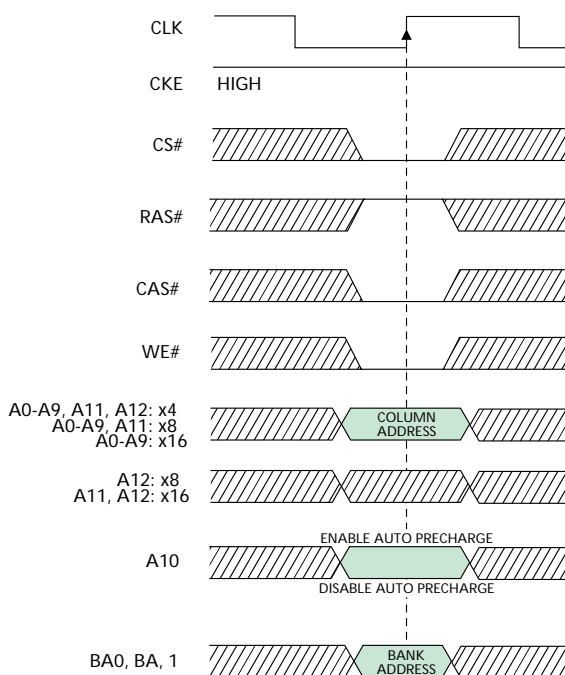 CLK
CKE HIGH
CS#
RAS#
CAS#
WE#
A0-A9, A11, A12: x4
A0-A9, A11: x8
A0-A9: x16
COLUMN
ADDRESS
A12: x8
A11, A12: x16
ENABLE AUTO PRECHARGE
A10
DISABLE AUTO PRECHARGE
BA0, BA, 1
BANK
ADDRESS